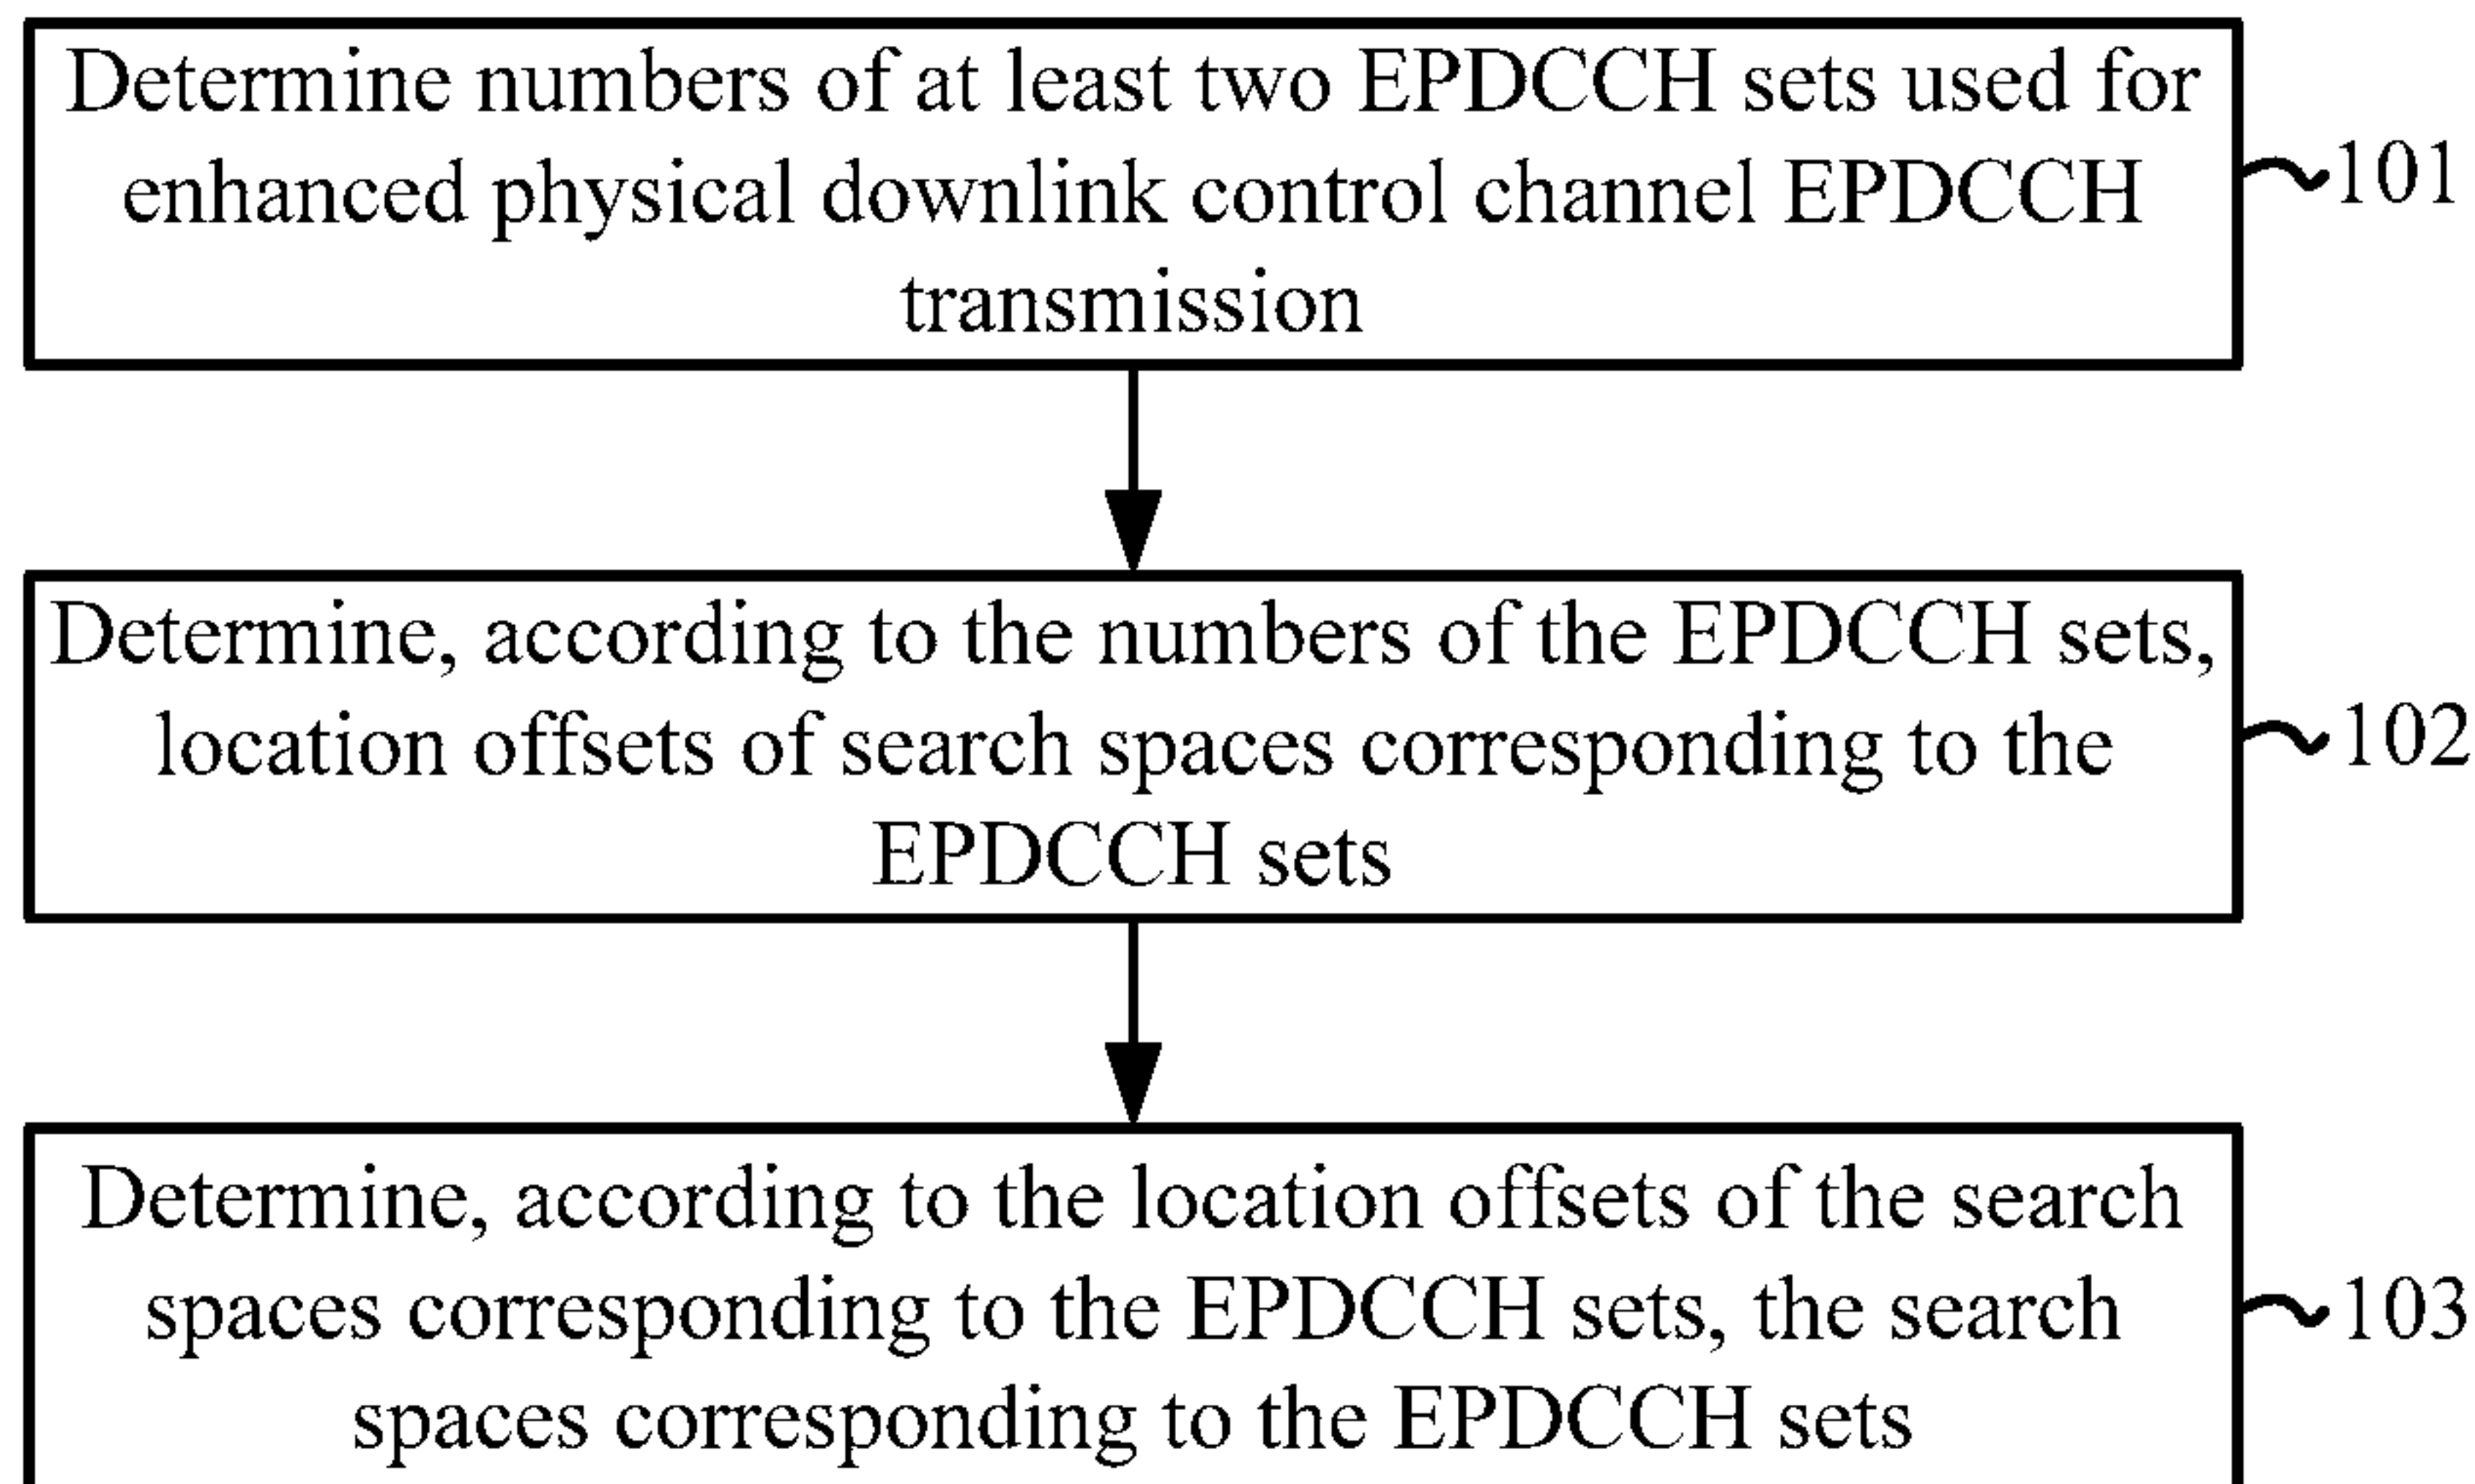 Determine numbers of at least two EPDCCH sets used for
enhanced physical downlink control channel EPDCCH
transmission
101
Determine, according to the numbers of the EPDCCH sets,
location offsets of search spaces corresponding to the
EPDCCH sets
102
Determine, according to the location offsets of the search
spaces corresponding to the EPDCCH sets, the search
spaces corresponding to the EPDCCH sets
103